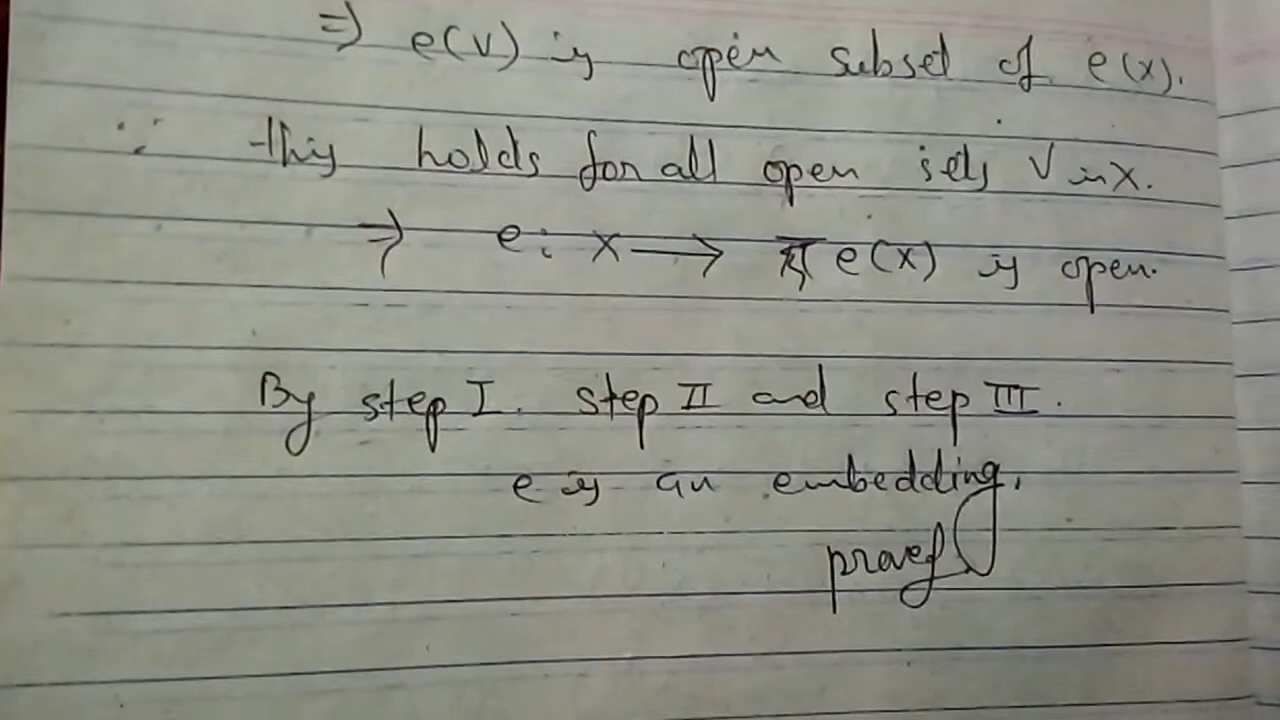 ⇒ e(V) is open subset of e(X).
∵ this holds for all open sets V in X.
⇒ e: X ⟶ e(X) is open.
By step I. step II and step III.
e is an embedding.